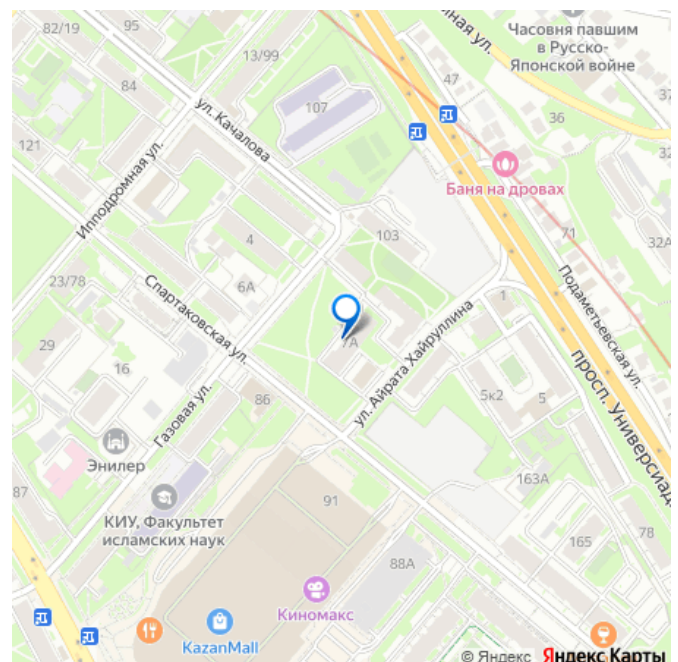 82/19
95
84
13/99
ул. Качалова
107
47
Часовня павшим
в Русско-
Японской войне
36
Баня на дровах
121
Ипподромная ул.
4
103
71
32А
6А
23/78
Спартаковская ул.
7А
ул. Айрата Хайруллина
1
Подаметьевская ул.
просп. Универсиад
29
16
Газовая ул.
86
5к2
5
Энилер
87
КИУ, Факультет
исламских наук
91
163А
165
78
88А
Киномакс
KazanMall
© Яндекс Яндекс Карты